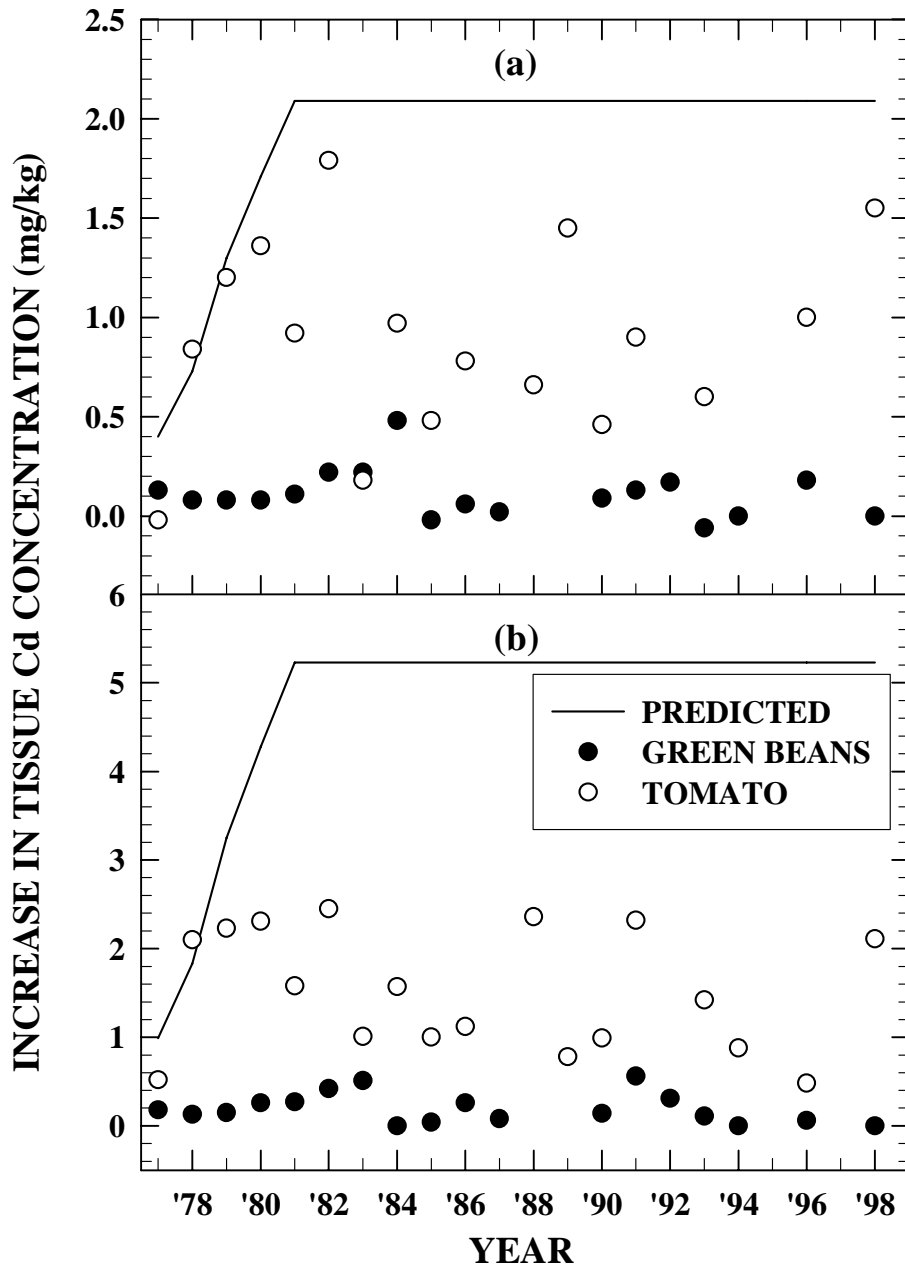 INCREASE IN TISSUE Cd CONCENTRATION (mg/kg)
(a)
2.5
2.0
1.5
1.0
0.5
0.0
(b)
6
5
4
3
2
1
0
PREDICTED
GREEN BEANS
TOMATO
'78 '80 '82 '84 '86 '88 '90 '92 '94 '96 '98
YEAR